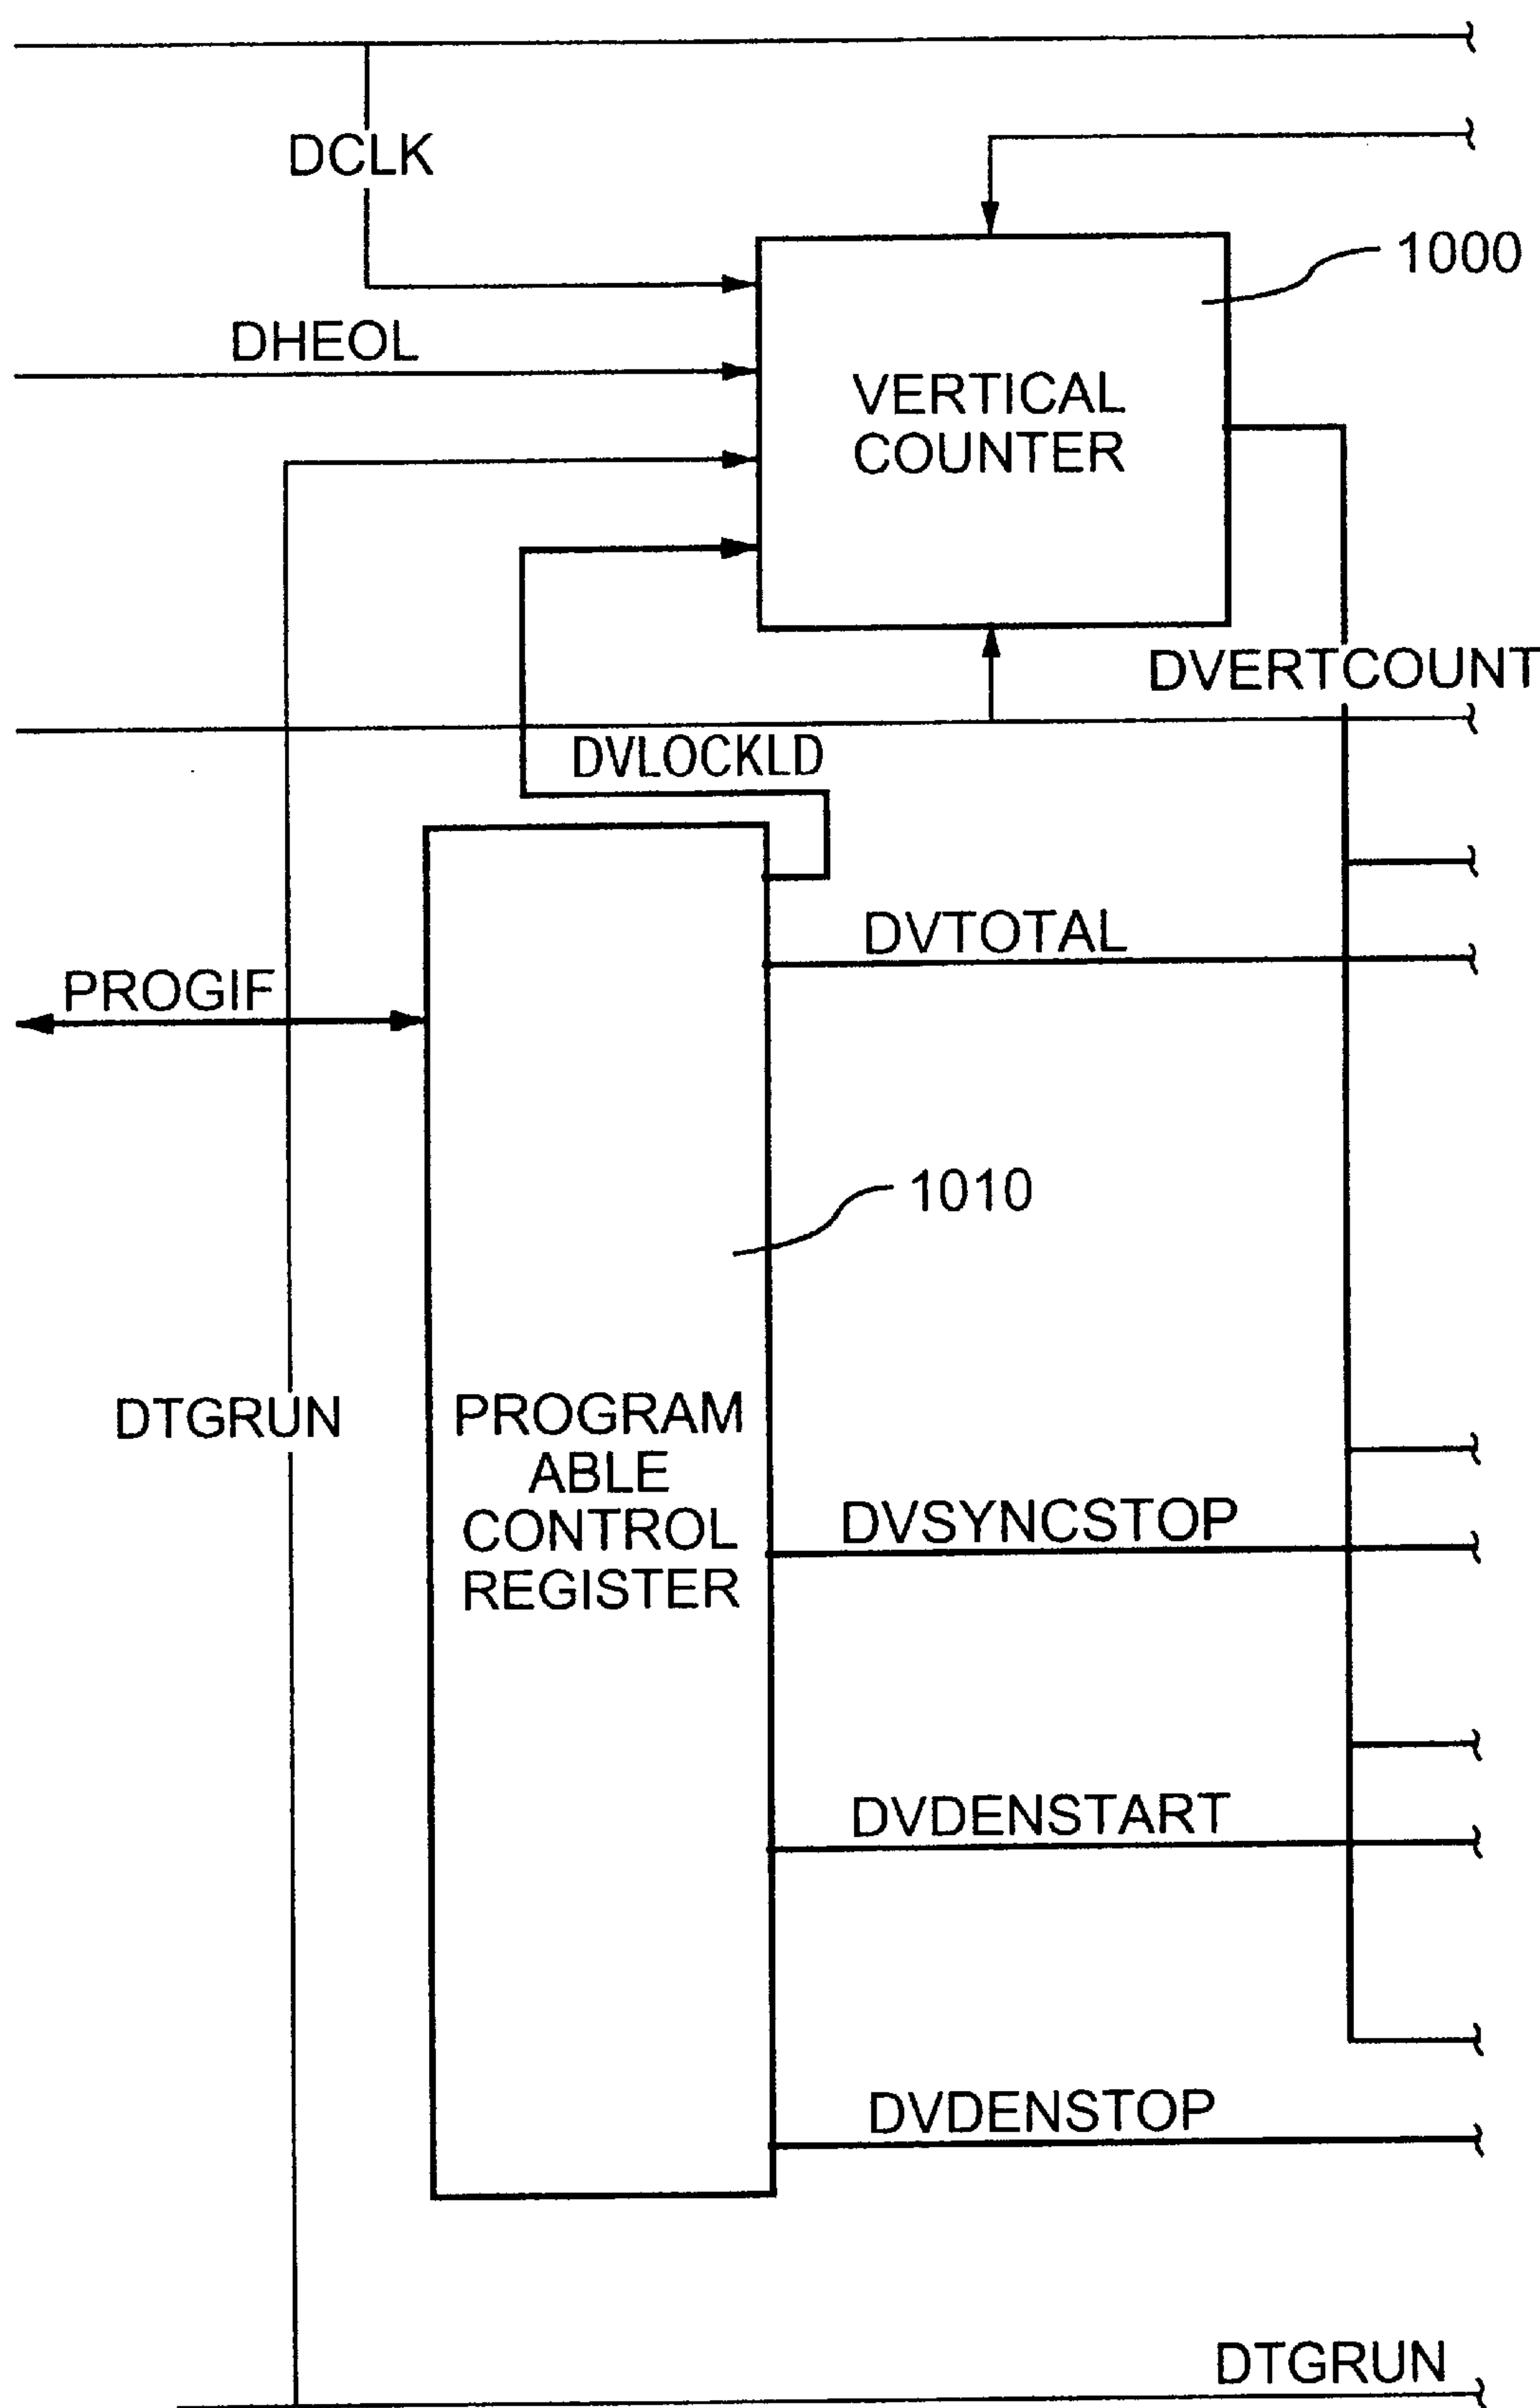 DCLK
1000
DHEOL
VERTICAL
COUNTER
DVERTCOUNT
DVLOCKLD
DVTOTAL
PROGIF
1010
DTGRUN
PROGRAM
ABLE
CONTROL
REGISTER
DVSYNCSTOP
DVDENSTART
DVDENSTOP
DTGRUN